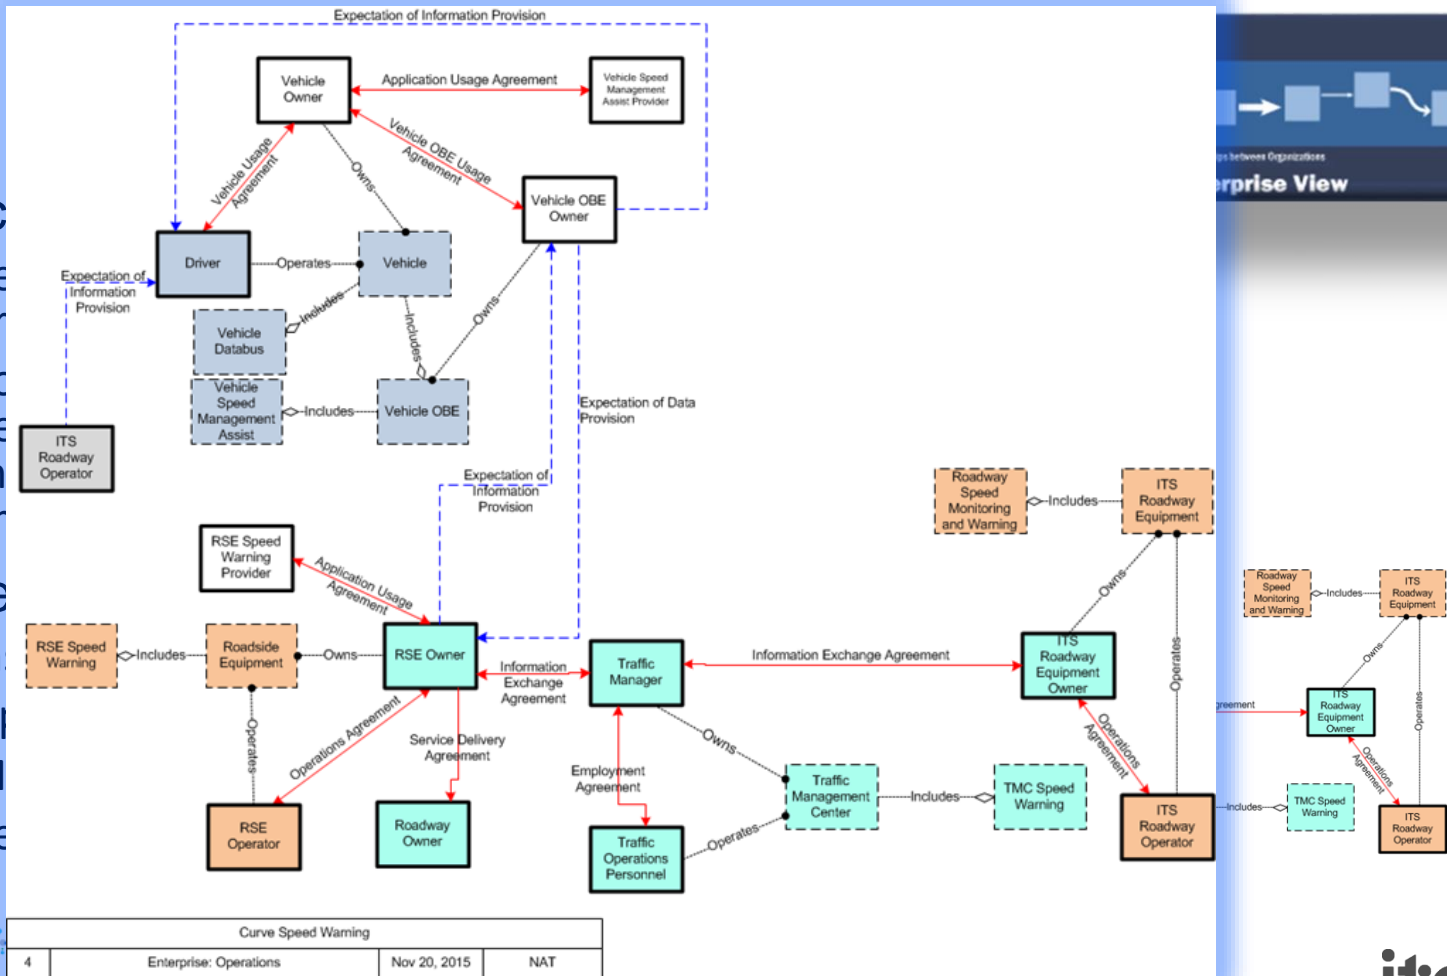 Expectation of Information Provision
Vehicle
Owner
Application Usage Agreement
Vehicle Speed
Management
Assist Provider
Vehicle Usage
Agreement
Vehicle OBE Usage
Agreement
Owns
Vehicle OBE
Owner
Driver
Operates
Vehicle
Expectation of
Information
Provision
Includes
Vehicle
Databus
Includes
Owns
Vehicle
Speed
Management
Assist
Includes
Vehicle OBE
Expectation of Data
Provision
ITS
Roadway
Operator
Expectation of
Information
Provision
Roadway
Speed
Monitoring
and Warning
Includes
ITS
Roadway
Equipment
RSE Speed
Warning
Provider
Application Usage
Agreement
Owns
Operates
RSE Speed
Warning
Includes
Roadside
Equipment
Owns
RSE Owner
Information
Exchange
Agreement
Traffic
Manager
Information Exchange Agreement
ITS
Roadway
Equipment
Owner
Operates
Operations Agreement
Service Delivery
Agreement
Owns
Operations
Agreement
Employment
Agreement
Traffic
Management
Center
Includes
TMC Speed
Warning
RSE
Operator
Roadway
Owner
Traffic
Operations
Personnel
Operates
ITS
Roadway
Operator
Curve Speed Warning
4
Enterprise: Operations
Nov 20, 2015
NAT
ps between Organizations
erprise View
Roadway
Speed
Monitoring
and Warning
Includes
ITS
Roadway
Equipment
Owns
Operates
greement
ITS
Roadway
Equipment
Owner
Operations
Agreement
Includes
TMC Speed
Warning
ITS
Roadway
Operator